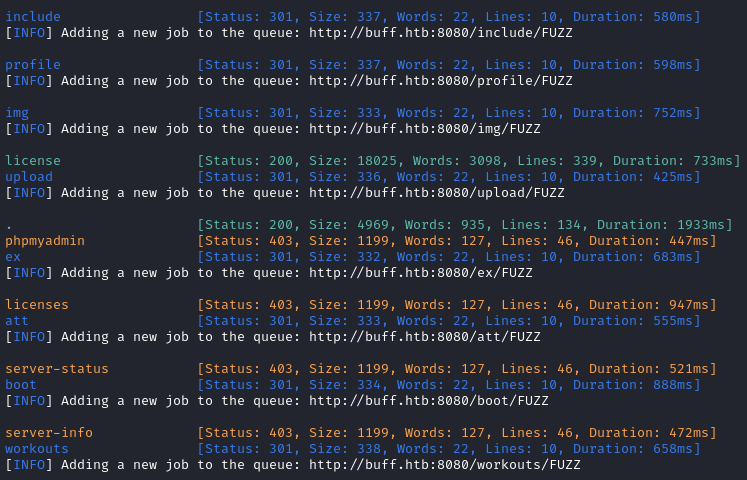 include [Status: 301, Size: 337, Words: 22, Lines: 10, Duration: 580ms]
[INFO] Adding a new job to the queue: http://buff.htb:8080/include/FUZZ
profile [Status: 301, Size: 337, Words: 22, Lines: 10, Duration: 598ms]
[INFO] Adding a new job to the queue: http://buff.htb:8080/profile/FUZZ
img [Status: 301, Size: 333, Words: 22, Lines: 10, Duration: 752ms]
[INFO] Adding a new job to the queue: http://buff.htb:8080/img/FUZZ
license [Status: 200, Size: 18025, Words: 3098, Lines: 339, Duration: 733ms]
upload [Status: 301, Size: 336, Words: 22, Lines: 10, Duration: 425ms]
[INFO] Adding a new job to the queue: http://buff.htb:8080/upload/FUZZ
. [Status: 200, Size: 4969, Words: 935, Lines: 134, Duration: 1933ms]
phpmyadmin [Status: 403, Size: 1199, Words: 127, Lines: 46, Duration: 447ms]
ex [Status: 301, Size: 332, Words: 22, Lines: 10, Duration: 683ms]
[INFO] Adding a new job to the queue: http://buff.htb:8080/ex/FUZZ
licenses [Status: 403, Size: 1199, Words: 127, Lines: 46, Duration: 947ms]
att [Status: 301, Size: 333, Words: 22, Lines: 10, Duration: 555ms]
[INFO] Adding a new job to the queue: http://buff.htb:8080/att/FUZZ
server-status [Status: 403, Size: 1199, Words: 127, Lines: 46, Duration: 521ms]
boot [Status: 301, Size: 334, Words: 22, Lines: 10, Duration: 888ms]
[INFO] Adding a new job to the queue: http://buff.htb:8080/boot/FUZZ
server-info [Status: 403, Size: 1199, Words: 127, Lines: 46, Duration: 472ms]
workouts [Status: 301, Size: 338, Words: 22, Lines: 10, Duration: 658ms]
[INFO] Adding a new job to the queue: http://buff.htb:8080/workouts/FUZZ